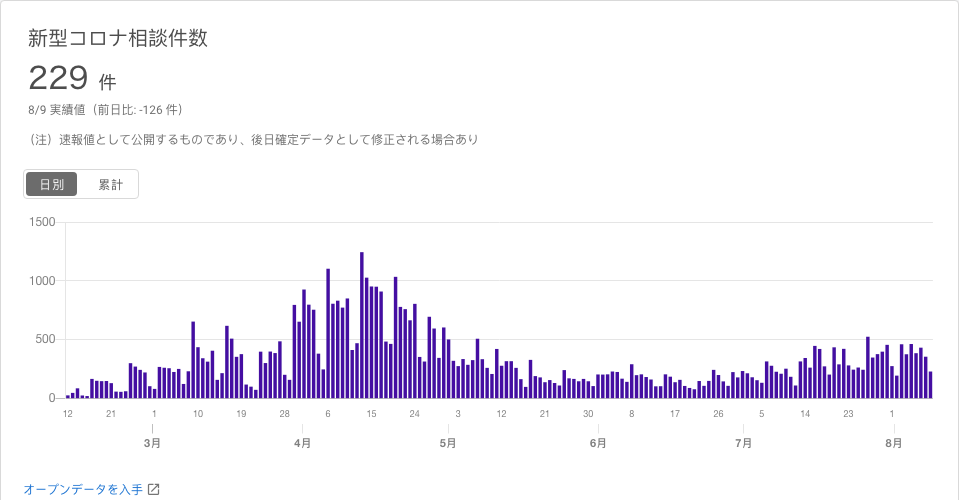 新型コロナ相談件数
229 件
8/9 実績値（前日比: -126 件）
（注）速報値として公開するものであり、後日確定データとして修正される場合あり
日別 累計
1500
1000
500
0
12 21 1 10 19 28 6 15 24 3 12 21 30 8 17 26 5 14 23 1
3月 4月 5月 6月 7月 8月
オープンデータを入手